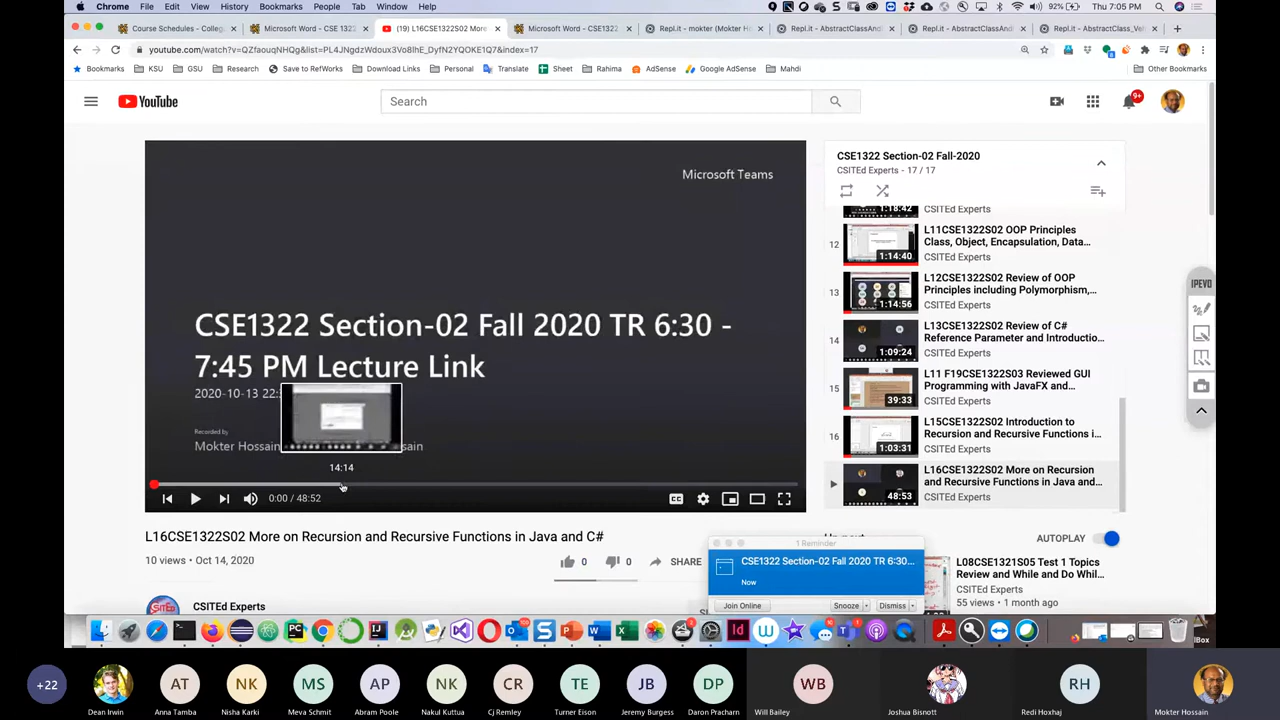 Chrome File Edit View History Bookmarks People Tab Window Help 92% Thu 7:05 PM
Course Schedules - Colleg × Microsoft Word - CSE 1322 × (19) L16CSE1322S02 More × Microsoft Word - CSE132 × Repl.it - mokter (Mokter Ho × Repl.it - AbstractClassAnd × Repl.it - AbstractClassAnd × Repl.it - AbstractClass_Veh × +
youtube.com/watch?v=QZfaouqNHQg&list=PL4JNgdzWdoux3Vo8lhE_DyfN2YQOKE1Q7&index=17
Bookmarks KSU GSU Research Save to RefWorks Download Links Personal Translate Sheet Rahima AdSense Google AdSense Mahdi Other Bookmarks
YouTube
Search
9+
Microsoft Teams
CSE1322 Section-02 Fall 2020 TR 6:30 -
7:45 PM Lecture Link
2020-10-13 22:
Recorded by
Mokter Hossain
14:14
0:00 / 48:52
L16CSE1322S02 More on Recursion and Recursive Functions in Java and C#
10 views • Oct 14, 2020
0 0 SHARE
CSITEd Experts
CSE1322 Section-02 Fall-2020
CSITEd Experts - 17 / 17
1:18:42
CSITEd Experts
12
1:14:40
L11CSE1322S02 OOP Principles
Class, Object, Encapsulation, Data...
CSITEd Experts
13
1:14:56
L12CSE1322S02 Review of OOP
Principles including Polymorphism,...
CSITEd Experts
14
1:09:24
L13CSE1322S02 Review of C#
Reference Parameter and Introductio...
CSITEd Experts
15
39:33
L11 F19CSE1322S03 Reviewed GUI
Programming with JavaFX and...
CSITEd Experts
16
1:03:31
L15CSE1322S02 Introduction to
Recursion and Recursive Functions i...
CSITEd Experts
48:53
L16CSE1322S02 More on Recursion
and Recursive Functions in Java and...
CSITEd Experts
AUTOPLAY
L08CSE1321S05 Test 1 Topics
Review and While and Do Whil...
CSITEd Experts
55 views • 1 month ago
1 Reminder
CSE1322 Section-02 Fall 2020 TR 6:30...
Now
Join Online Snooze Dismiss
IPEVO
+22
AT NK MS AP NK CR TE JB DP WB RH
Dean Irwin Anna Tamba Nisha Karki Meva Schmit Abram Poole Nakul Kuttua Cj Remley Turner Eison Jeremy Burgess Daron Pracharn Will Bailey Joshua Bisnott Redi Hoxhaj Mokter Hossain